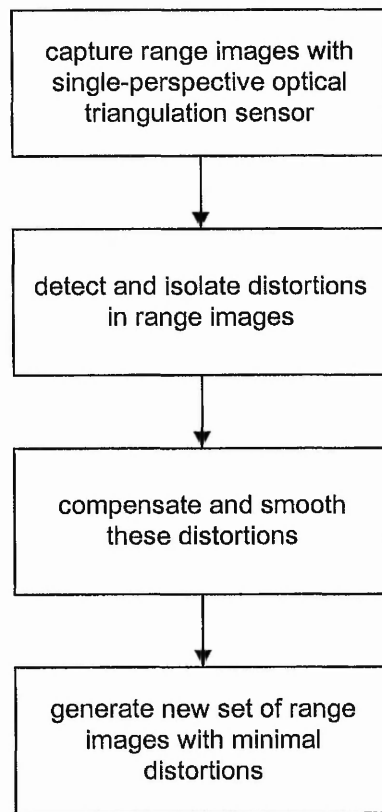 capture range images with
single-perspective optical
triangulation sensor
detect and isolate distortions
in range images
compensate and smooth
these distortions
generate new set of range
images with minimal
distortions